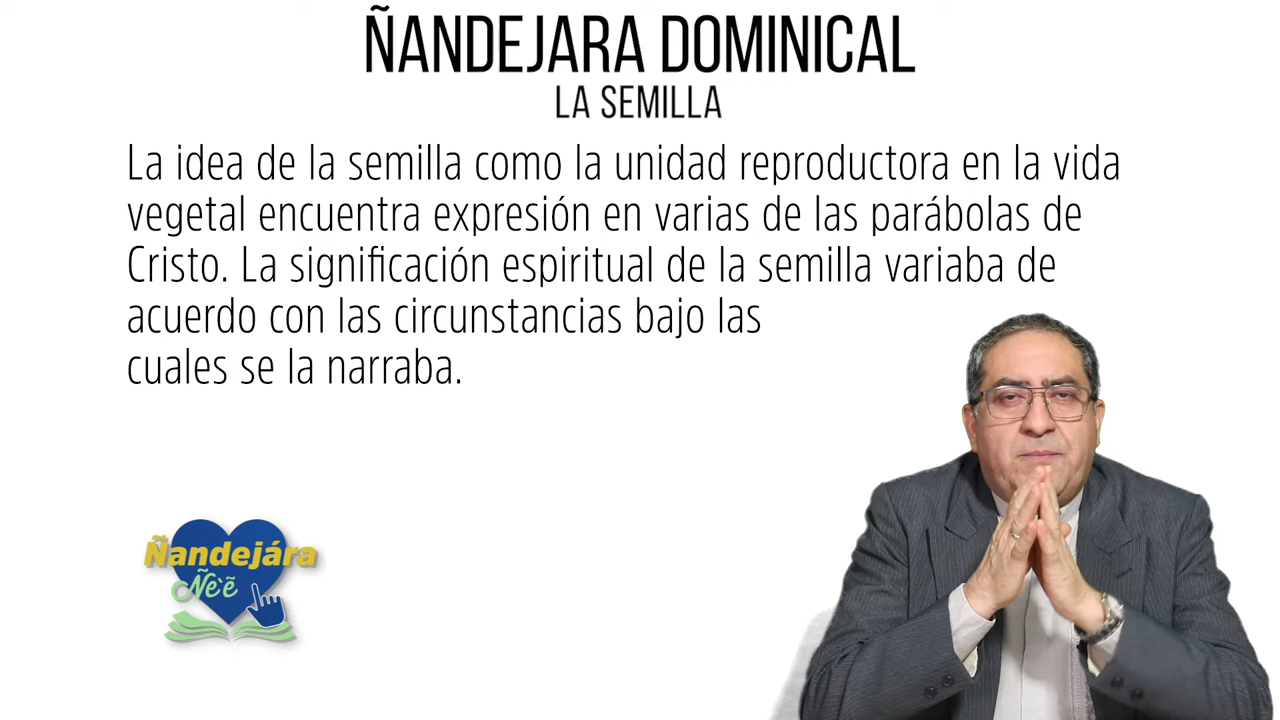 ÑANDEJARA DOMINICAL
LA SEMILLA
La idea de la semilla como la unidad reproductora en la vida
vegetal encuentra expresión en varias de las parábolas de
Cristo. La significación espiritual de la semilla variaba de
acuerdo con las circunstancias bajo las
cuales se la narraba.
Ñandejára
Ñe'ẽ